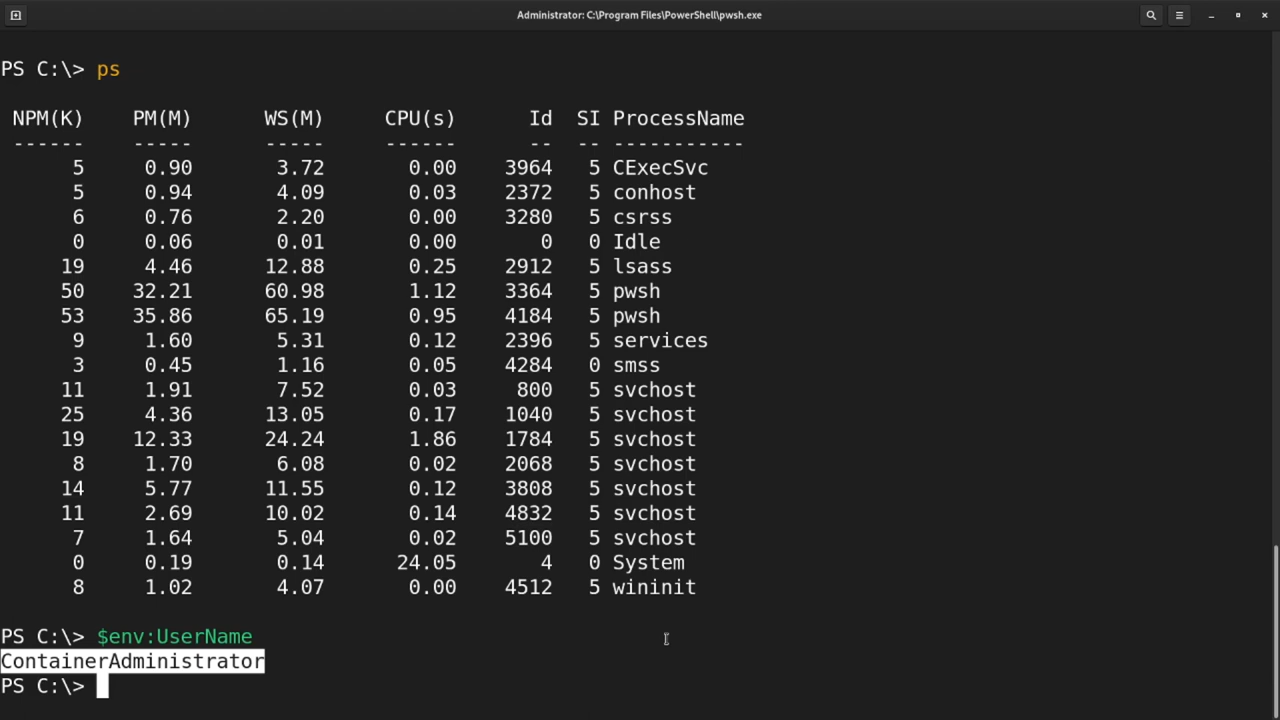 Administrator: C:\Program Files\PowerShell\pwsh.exe
PS C:\> ps
NPM(K) PM(M) WS(M) CPU(s) Id SI ProcessName
------ ----- ----- ------ -- -- -----------
5 0.90 3.72 0.00 3964 5 CExecSvc
5 0.94 4.09 0.03 2372 5 conhost
6 0.76 2.20 0.00 3280 5 csrss
0 0.06 0.01 0.00 0 0 Idle
19 4.46 12.88 0.25 2912 5 lsass
50 32.21 60.98 1.12 3364 5 pwsh
53 35.86 65.19 0.95 4184 5 pwsh
9 1.60 5.31 0.12 2396 5 services
3 0.45 1.16 0.05 4284 0 smss
11 1.91 7.52 0.03 800 5 svchost
25 4.36 13.05 0.17 1040 5 svchost
19 12.33 24.24 1.86 1784 5 svchost
8 1.70 6.08 0.02 2068 5 svchost
14 5.77 11.55 0.12 3808 5 svchost
11 2.69 10.02 0.14 4832 5 svchost
7 1.64 5.04 0.02 5100 5 svchost
0 0.19 0.14 24.05 4 0 System
8 1.02 4.07 0.00 4512 5 wininit
PS C:\> $env:UserName
ContainerAdministrator
PS C:\>